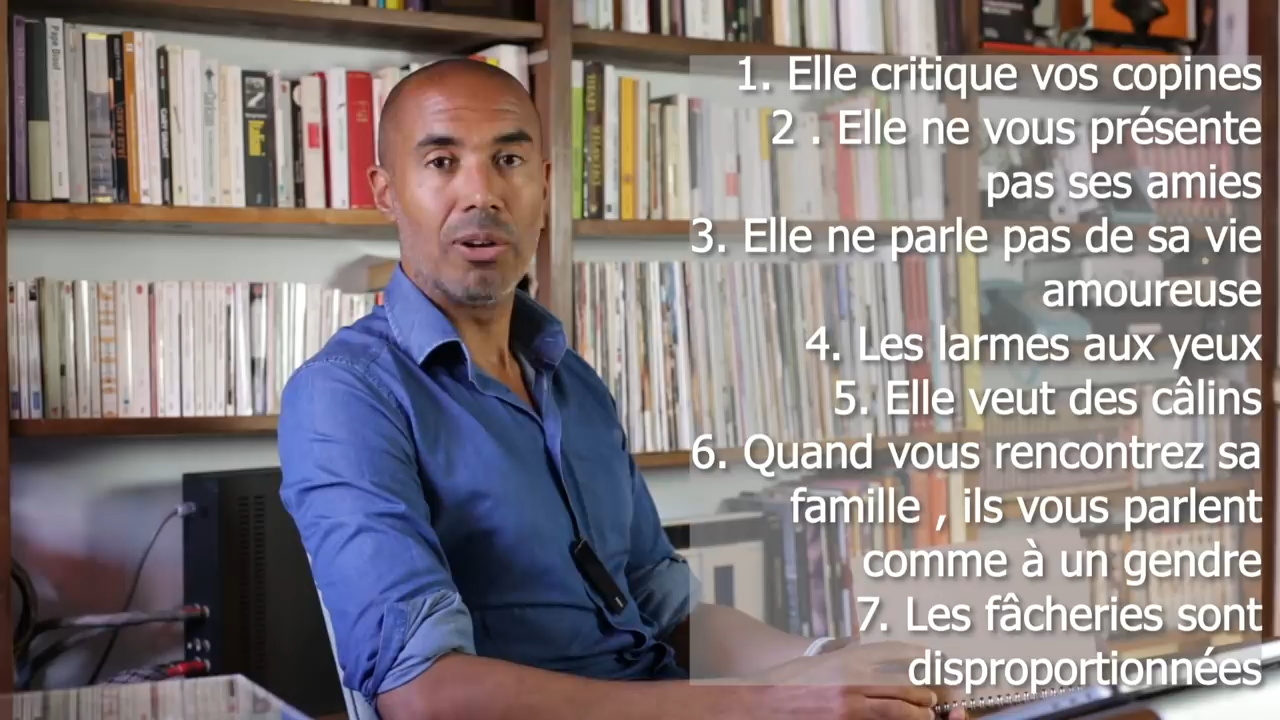 1. Elle critique vos copines
2 . Elle ne vous présente
pas ses amies
3. Elle ne parle pas de sa vie
amoureuse
4. Les larmes aux yeux
5. Elle veut des câlins
6. Quand vous rencontrez sa
famille , ils vous parlent
comme à un gendre
7. Les fâcheries sont
disproportionnées